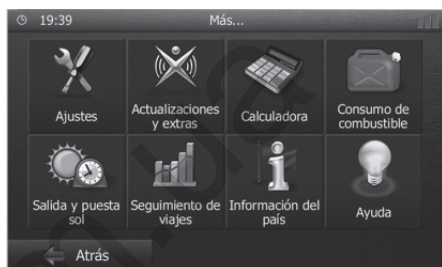 19:39
Más...
Ajustes
Actualizaciones
y extras
Calculadora
Consumo de
combustible
Salida y puesta
sol
Seguimiento de
viajes
Información del
país
Ayuda
Atrás